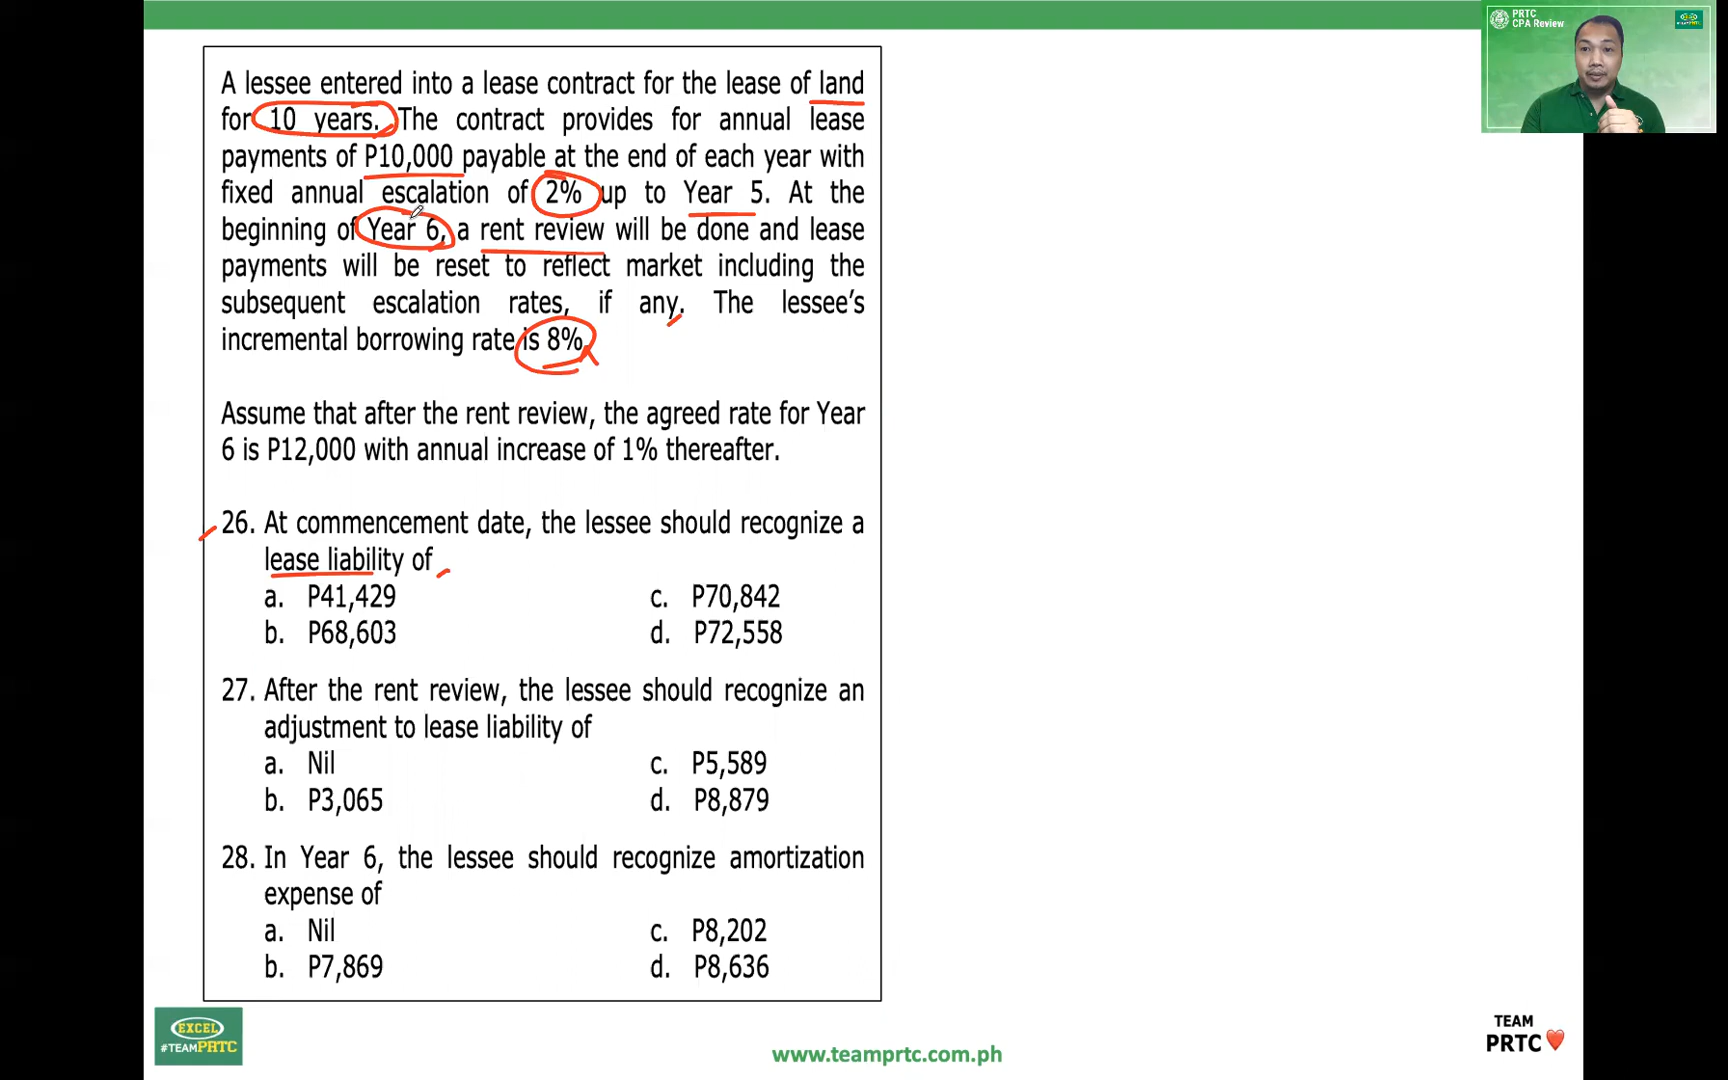 PRTC
CPA Review
A lessee entered into a lease contract for the lease of land
for 10 years. The contract provides for annual lease
payments of P10,000 payable at the end of each year with
fixed annual escalation of 2% up to Year 5. At the
beginning of Year 6, a rent review will be done and lease
payments will be reset to reflect market including the
subsequent escalation rates, if any. The lessee's
incremental borrowing rate is 8%.
Assume that after the rent review, the agreed rate for Year
6 is P12,000 with annual increase of 1% thereafter.
26. At commencement date, the lessee should recognize a
lease liability of
a. P41,429 c. P70,842
b. P68,603 d. P72,558
27. After the rent review, the lessee should recognize an
adjustment to lease liability of
a. Nil c. P5,589
b. P3,065 d. P8,879
28. In Year 6, the lessee should recognize amortization
expense of
a. Nil c. P8,202
b. P7,869 d. P8,636
EXCEL
#TEAMPRTC
www.teamprtc.com.ph
TEAM
PRTC